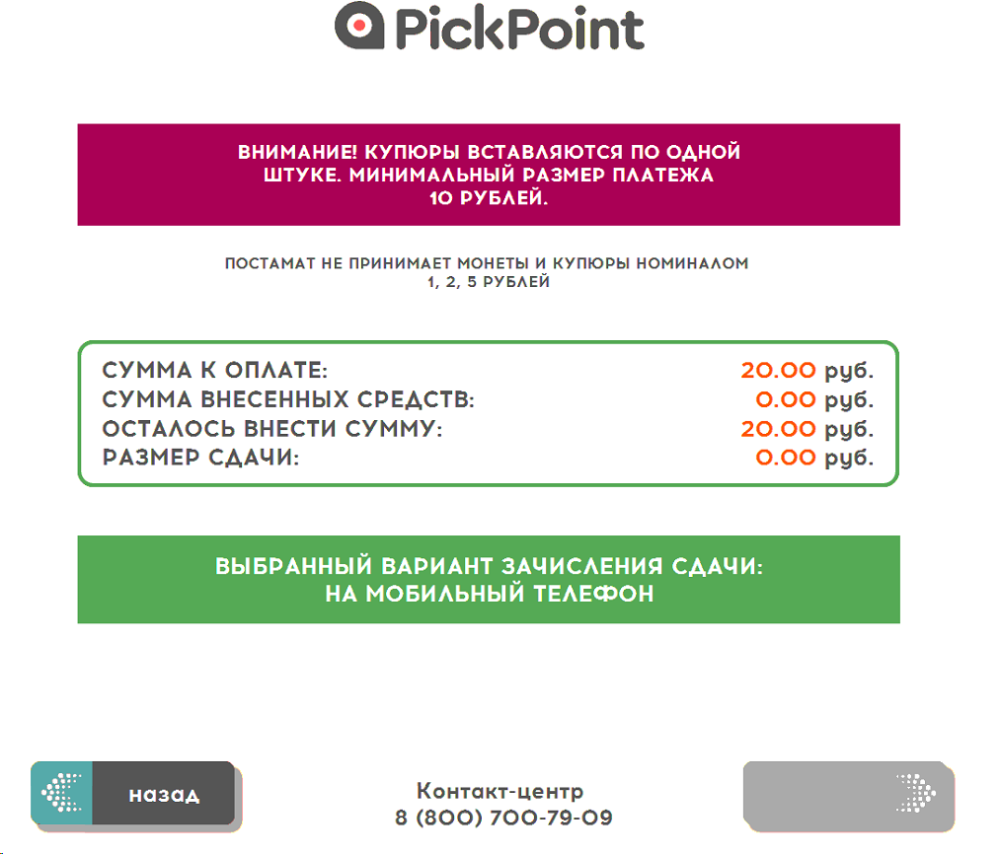 PickPoint
ВНИМАНИЕ! КУПЮРЫ ВСТАВЛЯЮТСЯ ПО ОДНОЙ
ШТУКЕ. МИНИМАЛЬНЫЙ РАЗМЕР ПЛАТЕЖА
10 РУБЛЕЙ.
ПОСТАМАТ НЕ ПРИНИМАЕТ МОНЕТЫ И КУПЮРЫ НОМИНАЛОМ
1, 2, 5 РУБЛЕЙ
СУММА К ОПЛАТЕ: 20.00 руб.
СУММА ВНЕСЕННЫХ СРЕДСТВ: 0.00 руб.
ОСТАЛОСЬ ВНЕСТИ СУММУ: 20.00 руб.
РАЗМЕР СДАЧИ: 0.00 руб.
ВЫБРАННЫЙ ВАРИАНТ ЗАЧИСЛЕНИЯ СДАЧИ:
НА МОБИЛЬНЫЙ ТЕЛЕФОН
назад
Контакт-центр
8 (800) 700-79-09